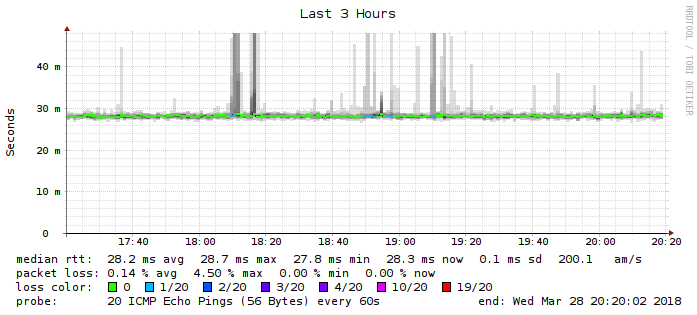 Last 3 Hours
RRDTOOL / TOBI OETIKER
Seconds
40 m
30 m
20 m
10 m
0
17:40 18:00 18:20 18:40 19:00 19:20 19:40 20:00 20:20
median rtt: 28.2 ms avg 28.7 ms max 27.8 ms min 28.3 ms now 0.1 ms sd 200.1 am/s
packet loss: 0.14 % avg 4.50 % max 0.00 % min 0.00 % now
loss color: 0 1/20 2/20 3/20 4/20 10/20 19/20
probe: 20 ICMP Echo Pings (56 Bytes) every 60s end: Wed Mar 28 20:20:02 2018